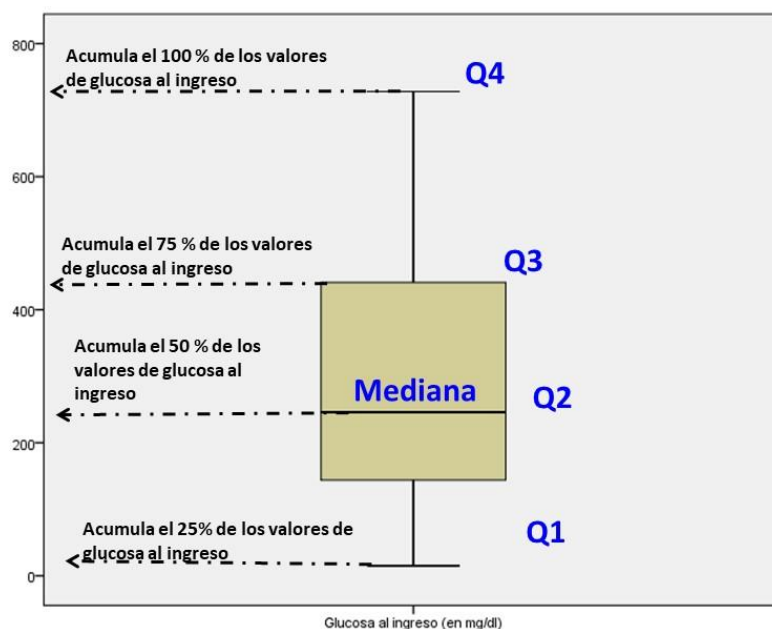 800
Acumula el 100 % de los valores
de glucosa al ingreso
Q4
600
Acumula el 75 % de los valores
de glucosa al ingreso
Q3
400
Acumula el 50 % de los
valores de glucosa al
ingreso
Mediana
Q2
200
Acumula el 25% de los valores de
glucosa al ingreso
Q1
0
Glucosa al ingreso (en mg/dl)